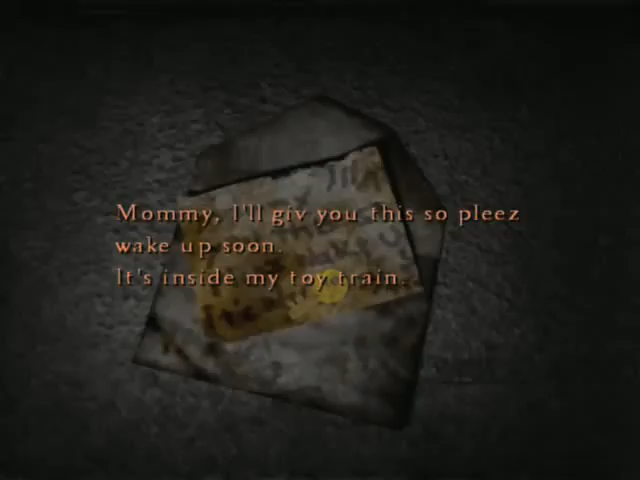 Mommy, I'll giv you this so pleez
wake up soon.
It's inside my toy train.